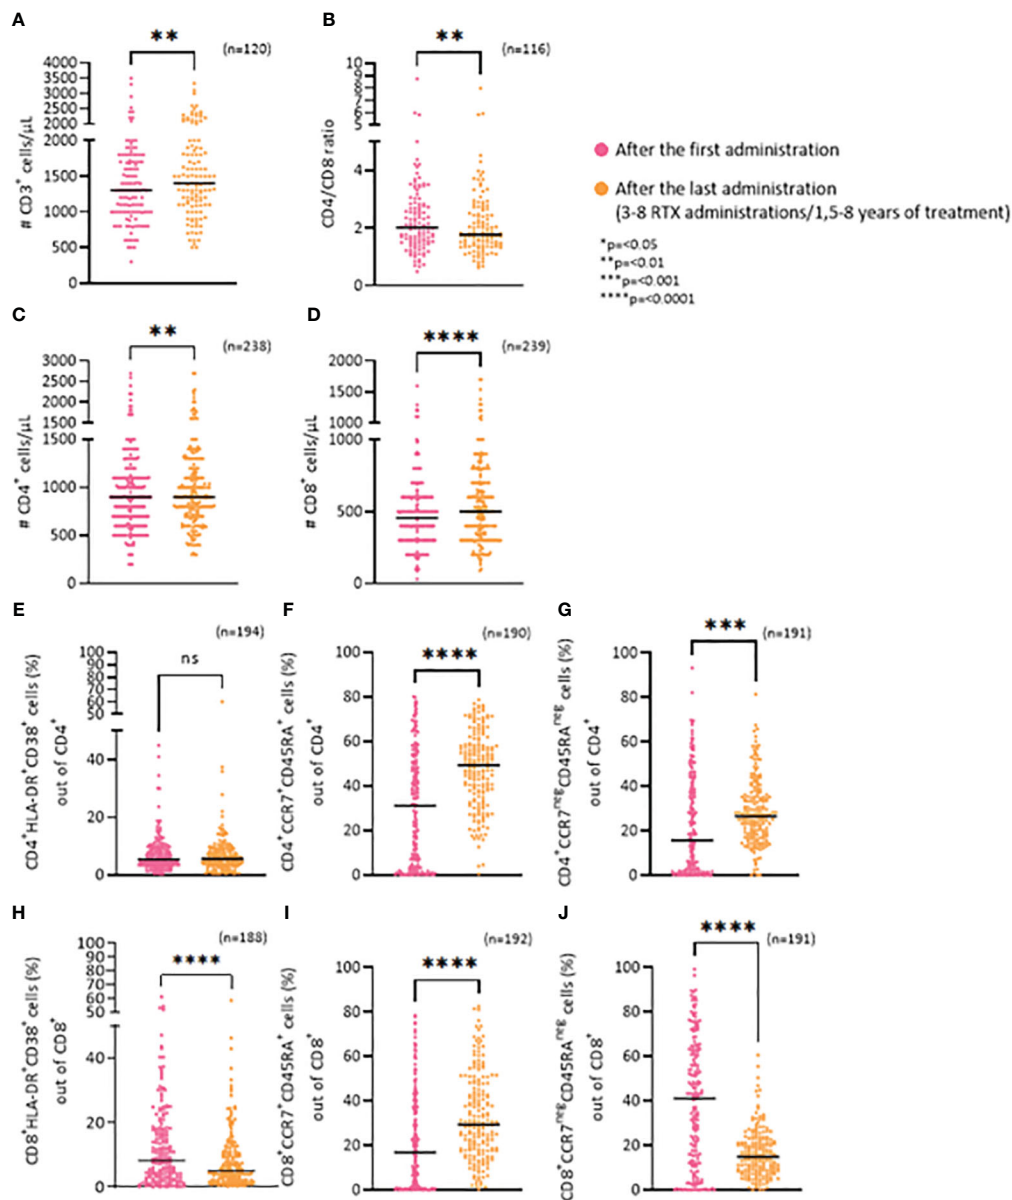 A
**
(n=120)
# CD3⁺ cells/µL
4000
3500
3000
2500
2000
2000
1500
1000
500
0
B
**
(n=116)
CD4/CD8 ratio
10
9
8
7
6
5
4
2
0
After the first administration
After the last administration
(3-8 RTX administrations/1,5-8 years of treatment)
*p=<0.05
**p=<0.01
***p=<0.001
****p=<0.0001
C
**
(n=238)
# CD4⁺ cells/µL
3000
2500
2000
1500
1500
1000
500
0
D
****
(n=239)
# CD8⁺ cells/µL
2000
1500
1000
1000
500
0
E
(n=194)
ns
CD4⁺HLA-DR⁺CD38⁺ cells (%)
out of CD4⁺
100
90
80
70
60
50
40
20
0
F
(n=190)
****
CD4⁺CCR7⁺CD45RA⁺ cells (%)
out of CD4⁺
100
80
60
40
20
0
G
***
(n=191)
CD4⁺CCR7ⁿᵉᵍCD45RAⁿᵉᵍ cells (%)
out of CD4⁺
100
80
60
40
20
0
H
(n=188)
****
CD8⁺HLA-DR⁺CD38⁺ cells (%)
out of CD8⁺
100
90
80
70
60
50
40
20
0
I
(n=192)
****
CD8⁺CCR7⁺CD45RA⁺ cells (%)
out of CD8⁺
100
80
60
40
20
0
J
****
(n=191)
CD8⁺CCR7ⁿᵉᵍCD45RAⁿᵉᵍ cells (%)
out of CD8⁺
100
80
60
40
20
0